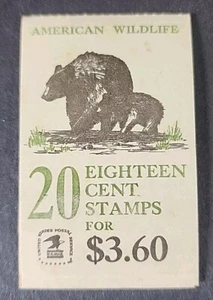 AMERICAN WILDLIFE
20 EIGHTEEN
CENT
STAMPS
FOR
$3.60